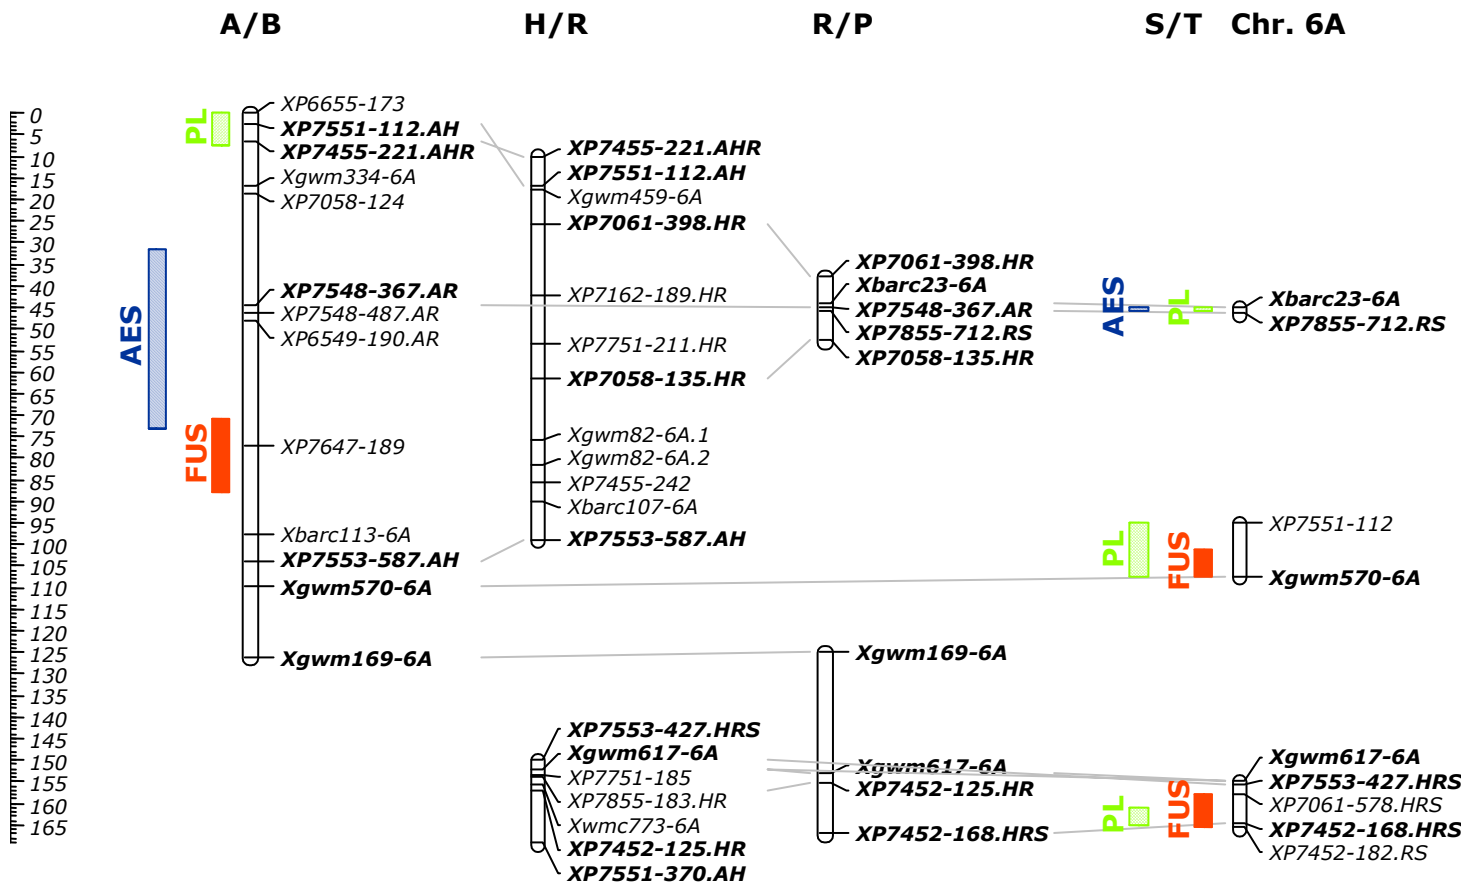 A/B H/R R/P S/T Chr. 6A
0
5
10
15
20
25
30
35
40
45
50
55
60
65
70
75
80
85
90
95
100
105
110
115
120
125
130
135
140
145
150
155
160
165
AES
PL
FUS
XP6655-173
XP7551-112.AH
XP7455-221.AHR
Xgwm334-6A
XP7058-124
XP7548-367.AR
XP7548-487.AR
XP6549-190.AR
XP7647-189
Xbarc113-6A
XP7553-587.AH
Xgwm570-6A
Xgwm169-6A
XP7455-221.AHR
XP7551-112.AH
Xgwm459-6A
XP7061-398.HR
XP7162-189.HR
XP7751-211.HR
XP7058-135.HR
Xgwm82-6A.1
Xgwm82-6A.2
XP7455-242
Xbarc107-6A
XP7553-587.AH
XP7553-427.HRS
Xgwm617-6A
XP7751-185
XP7855-183.HR
Xwmc773-6A
XP7452-125.HR
XP7551-370.AH
XP7061-398.HR
Xbarc23-6A
XP7548-367.AR
XP7855-712.RS
XP7058-135.HR
Xgwm169-6A
Xgwm617-6A
XP7452-125.HR
XP7452-168.HRS
AES
PL
PL
FUS
PL
FUS
Xbarc23-6A
XP7855-712.RS
XP7551-112
Xgwm570-6A
Xgwm617-6A
XP7553-427.HRS
XP7061-578.HRS
XP7452-168.HRS
XP7452-182.RS